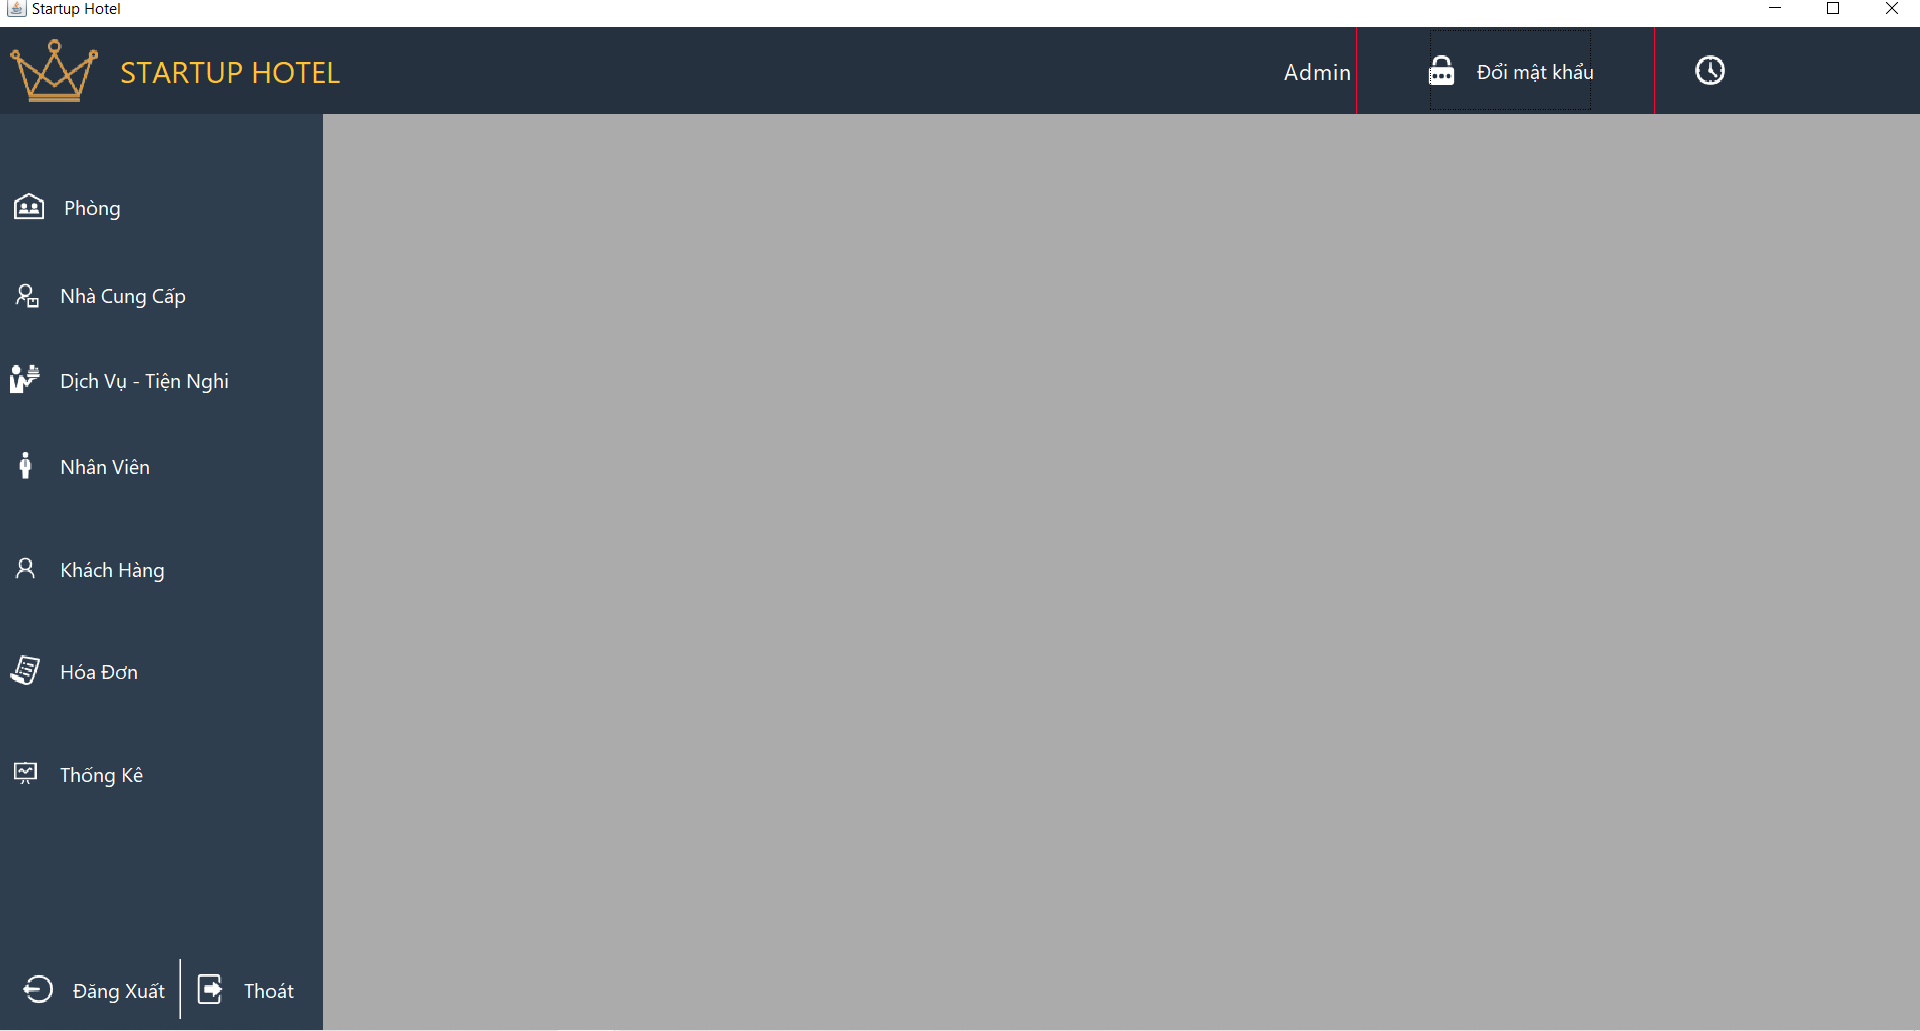 Startup Hotel
STARTUP HOTEL
Admin
Đổi mật khẩu
Phòng
Nhà Cung Cấp
Dịch Vụ - Tiện Nghi
Nhân Viên
Khách Hàng
Hóa Đơn
Thống Kê
Đăng Xuất
Thoát